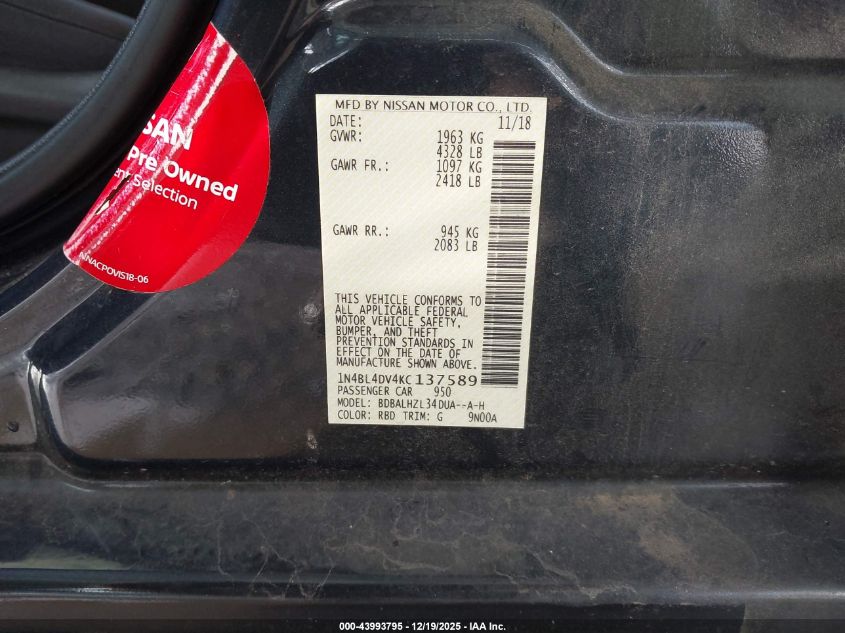 SAN
Pre Owned
ent Selection
NNACPOVIS18-06
MFD BY NISSAN MOTOR CO., LTD.
DATE: 11/18
GVWR: 1963 KG
4328 LB
GAWR FR.: 1097 KG
2418 LB
GAWR RR.: 945 KG
2083 LB
THIS VEHICLE CONFORMS TO
ALL APPLICABLE FEDERAL
MOTOR VEHICLE SAFETY,
BUMPER, AND THEFT
PREVENTION STANDARDS IN
EFFECT ON THE DATE OF
MANUFACTURE SHOWN ABOVE.
1N4BL4DV4KC137589
PASSENGER CAR 950
MODEL: BDBALHZL34DUA--A-H
COLOR: RBD TRIM: G 9N00A
000-43993795 - 12/19/2025 - IAA Inc.